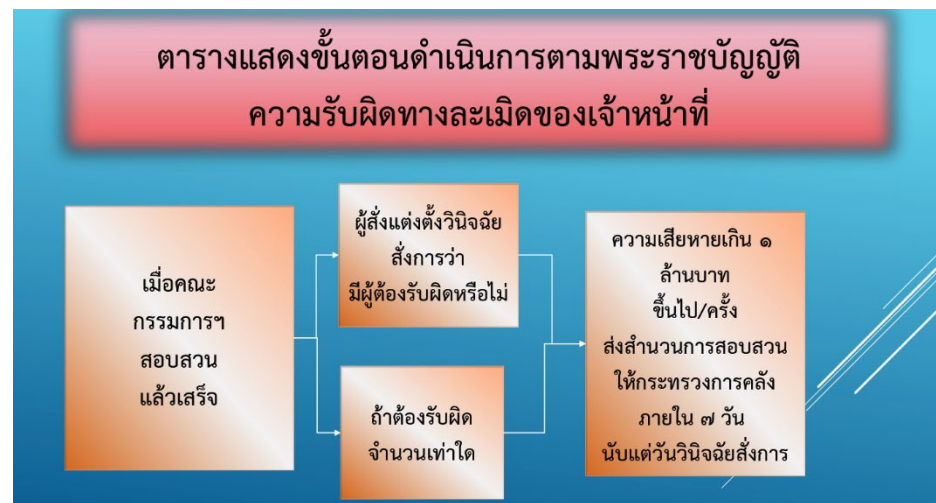 ตารางแสดงขั้นตอนดำเนินการตามพระราชบัญญัติ
ความรับผิดทางละเมิดของเจ้าหน้าที่
เมื่อคณะ
กรรมการฯ
สอบสวน
แล้วเสร็จ
ผู้สั่งแต่งตั้งวินิจฉัย
สั่งการว่า
มีผู้ต้องรับผิดหรือไม่
ถ้าต้องรับผิด
จำนวนเท่าใด
ความเสียหายเกิน ๑
ล้านบาท
ขึ้นไป/ครั้ง
ส่งสำนวนการสอบสวน
ให้กระทรวงการคลัง
ภายใน ๗ วัน
นับแต่วันวินิจฉัยสั่งการ